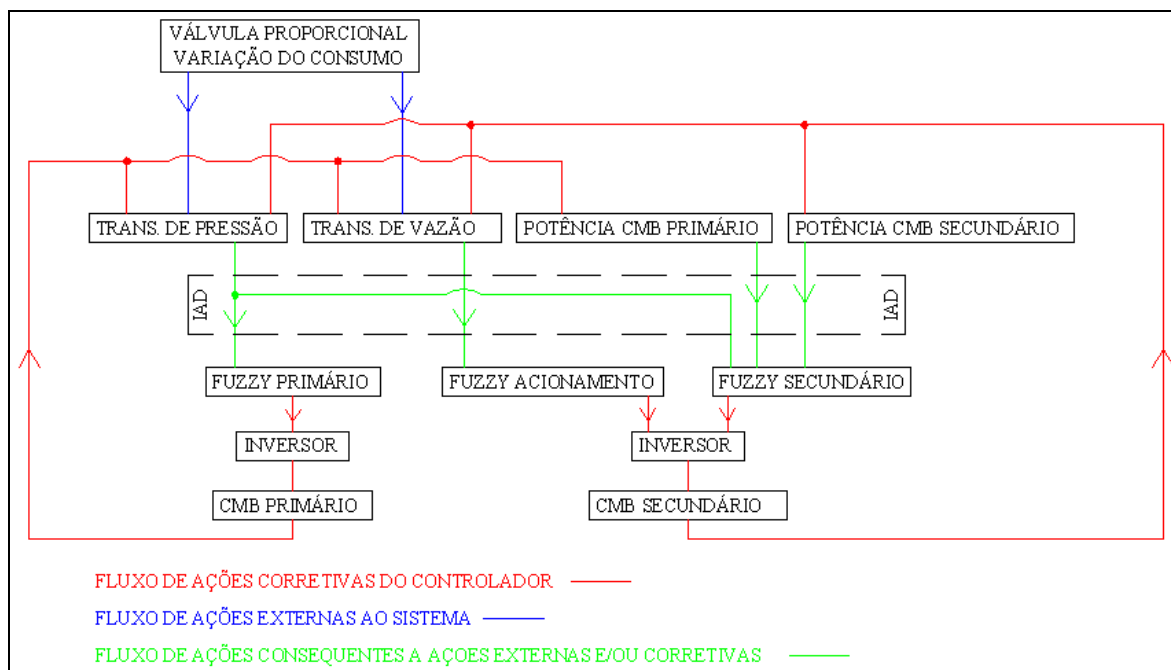 VÁLVULA PROPORCIONAL
VARIAÇÃO DO CONSUMO
TRANS. DE PRESSÃO
TRANS. DE VAZÃO
POTÊNCIA CMB PRIMÁRIO
POTÊNCIA CMB SECUNDÁRIO
IAD
IAD
FUZZY PRIMÁRIO
FUZZY ACIONAMENTO
FUZZY SECUNDÁRIO
INVERSOR
INVERSOR
CMB PRIMÁRIO
CMB SECUNDÁRIO
FLUXO DE AÇÕES CORRETIVAS DO CONTROLADOR
FLUXO DE AÇÕES EXTERNAS AO SISTEMA
FLUXO DE AÇÕES CONSEQUENTES A AÇOES EXTERNAS E/OU CORRETIVAS